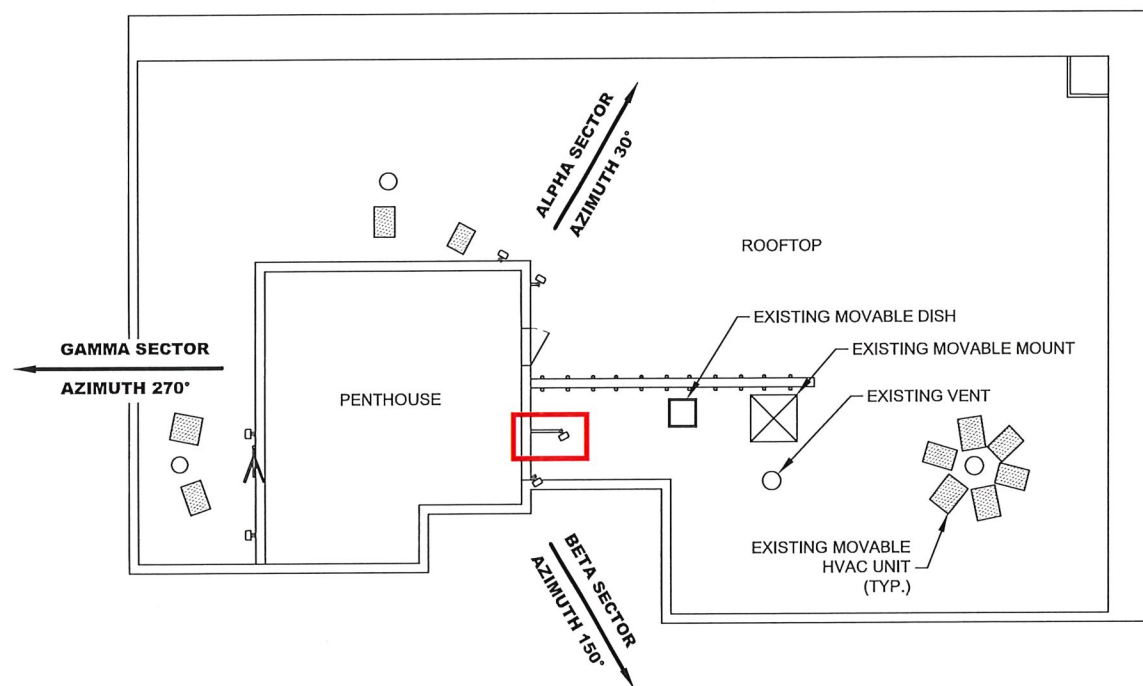 ALPHA SECTOR
AZIMUTH 30°
ROOFTOP
EXISTING MOVABLE DISH
EXISTING MOVABLE MOUNT
GAMMA SECTOR
AZIMUTH 270°
PENTHOUSE
EXISTING VENT
EXISTING MOVABLE
HVAC UNIT
(TYP.)
BETA SECTOR
AZIMUTH 150°